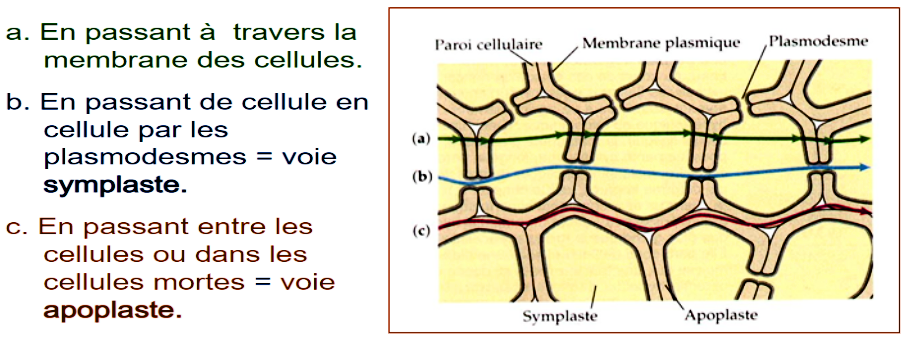 a. En passant à travers la
membrane des cellules.
b. En passant de cellule en
cellule par les
plasmodesmes = voie
symplaste.
c. En passant entre les
cellules ou dans les
cellules mortes = voie
apoplaste.
Paroi cellulaire
Membrane plasmique
Plasmodesme
(a)
(b)
(c)
Symplaste
Apoplaste